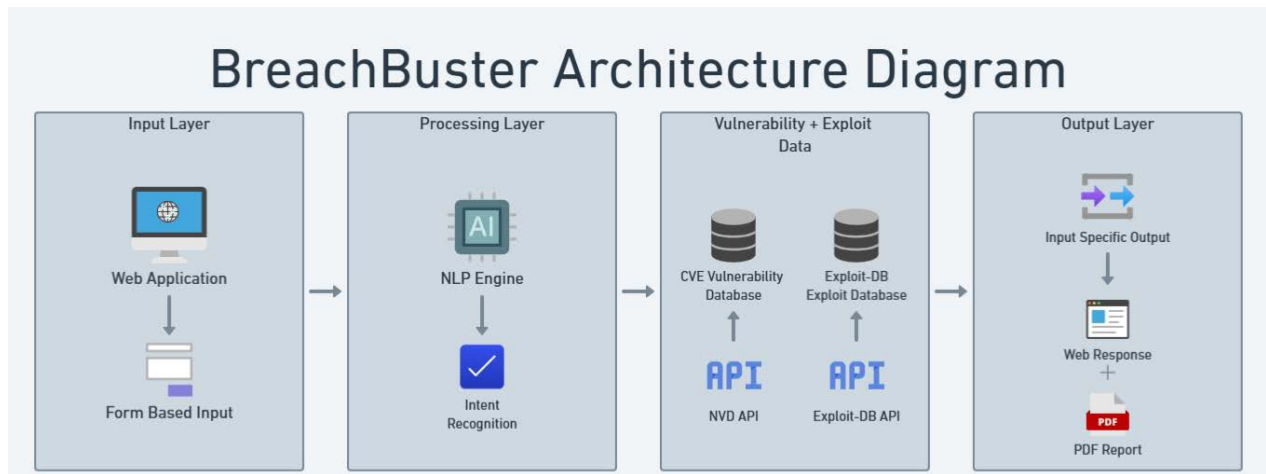 BreachBuster Architecture Diagram
Input Layer
Web Application
Form Based Input
Processing Layer
AI
NLP Engine
Intent
Recognition
Vulnerability + Exploit
Data
CVE Vulnerability
Database
Exploit-DB
Exploit Database
API
NVD API
API
Exploit-DB API
Output Layer
Input Specific Output
Web Response
+
PDF
PDF Report